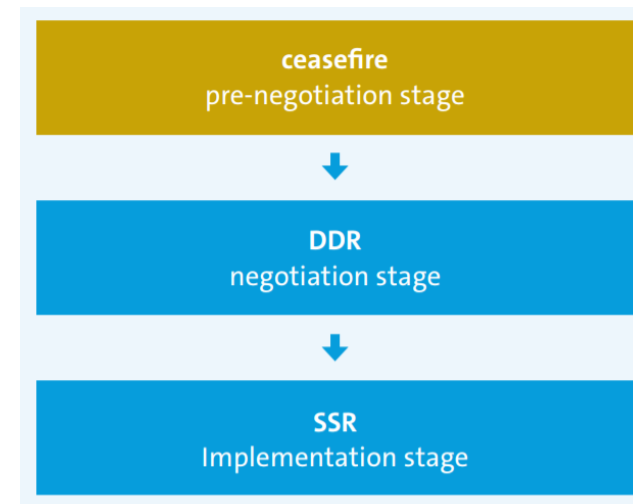 ceasefire
pre-negotiation stage
DDR
negotiation stage
SSR
Implementation stage